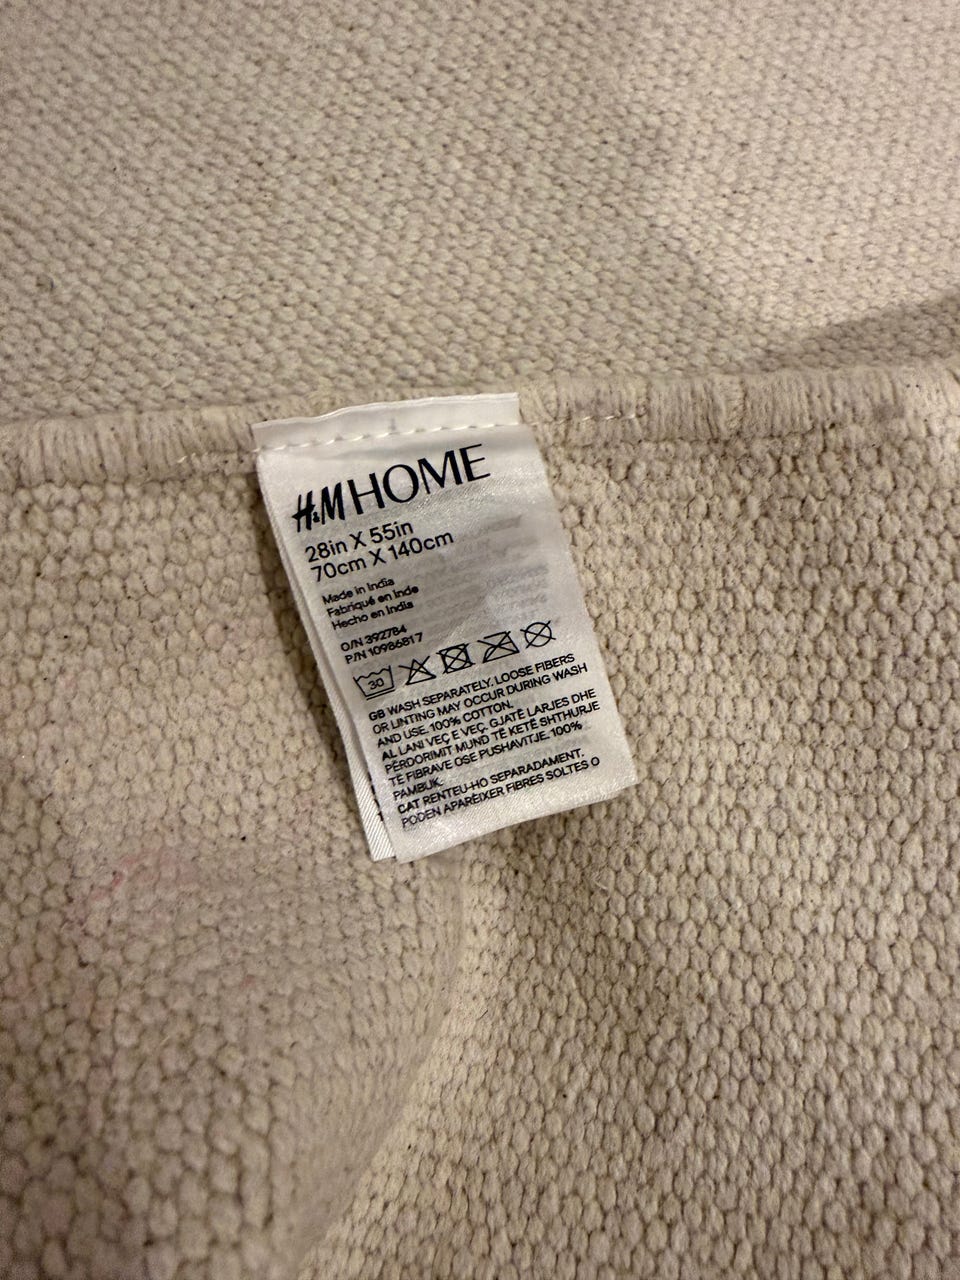 H&M HOME
28in X 55in
70cm X 140cm
Made in India
Fabriqué en Inde
Hecho en India
O/N 392784
P/N 10986817
30
GB WASH SEPARATELY. LOOSE FIBERS
OR LINTING MAY OCCUR DURING WASH
AND USE. 100% COTTON.
AL LANI VEÇ E VEÇ. GJATË LARJES DHE
PËRDORIMIT MUND TË KETË SHTHURJE
TË FIBRAVE OSE PUSHAVITJE. 100%
PAMBUK.
CAT RENTEU-HO SEPARADAMENT.
PODEN APARÈIXER FIBRES SOLTES O